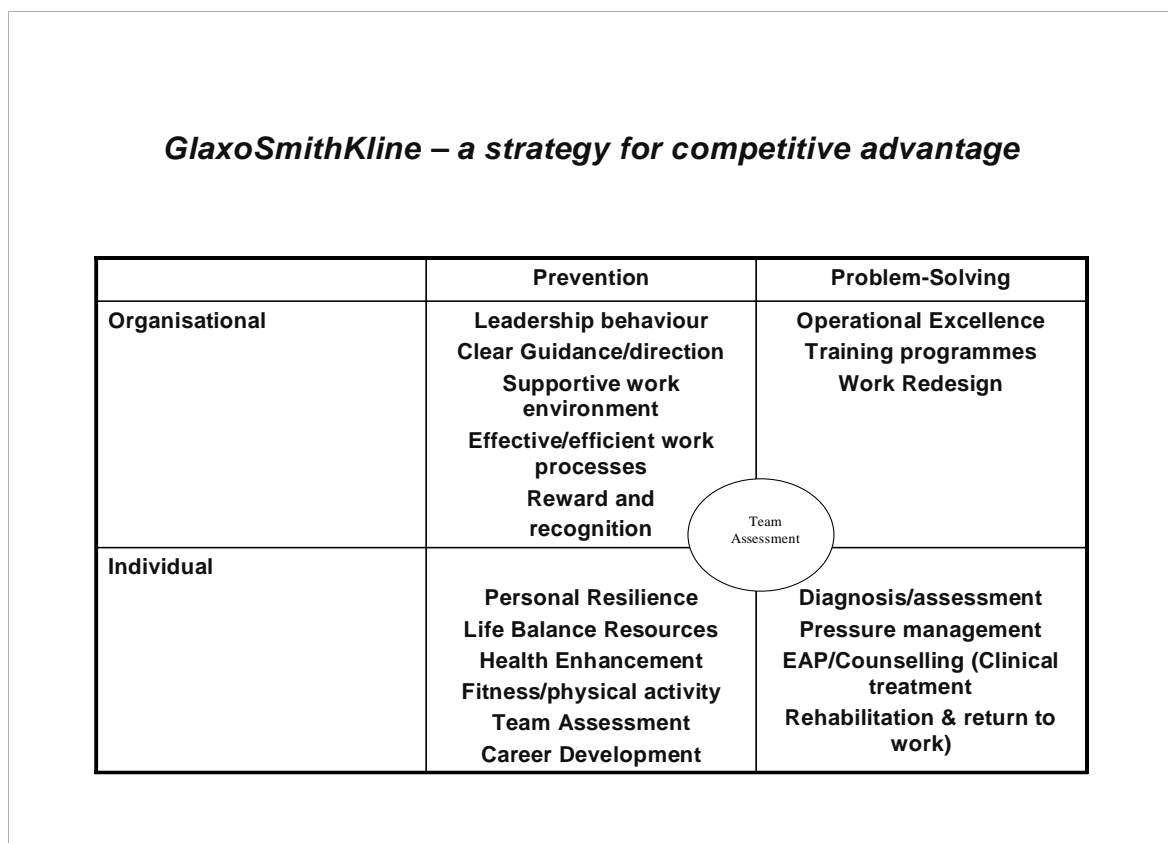 GlaxoSmithKline – a strategy for competitive advantage
Prevention
Problem-Solving
Organisational
Leadership behaviour
Clear Guidance/direction
Supportive work
environment
Effective/efficient work
processes
Reward and
recognition
Operational Excellence
Training programmes
Work Redesign
Team
Assessment
Individual
Personal Resilience
Life Balance Resources
Health Enhancement
Fitness/physical activity
Team Assessment
Career Development
Diagnosis/assessment
Pressure management
EAP/Counselling (Clinical
treatment
Rehabilitation & return to
work)